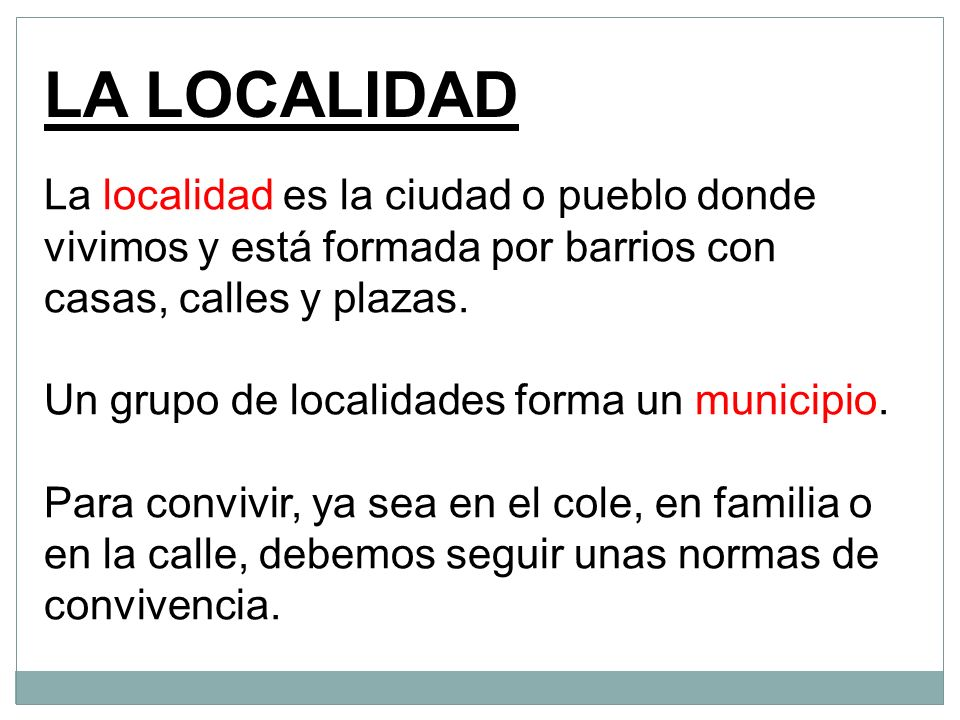 LA LOCALIDAD
La localidad es la ciudad o pueblo donde
vivimos y está formada por barrios con
casas, calles y plazas.
Un grupo de localidades forma un municipio.
Para convivir, ya sea en el cole, en familia o
en la calle, debemos seguir unas normas de
convivencia.